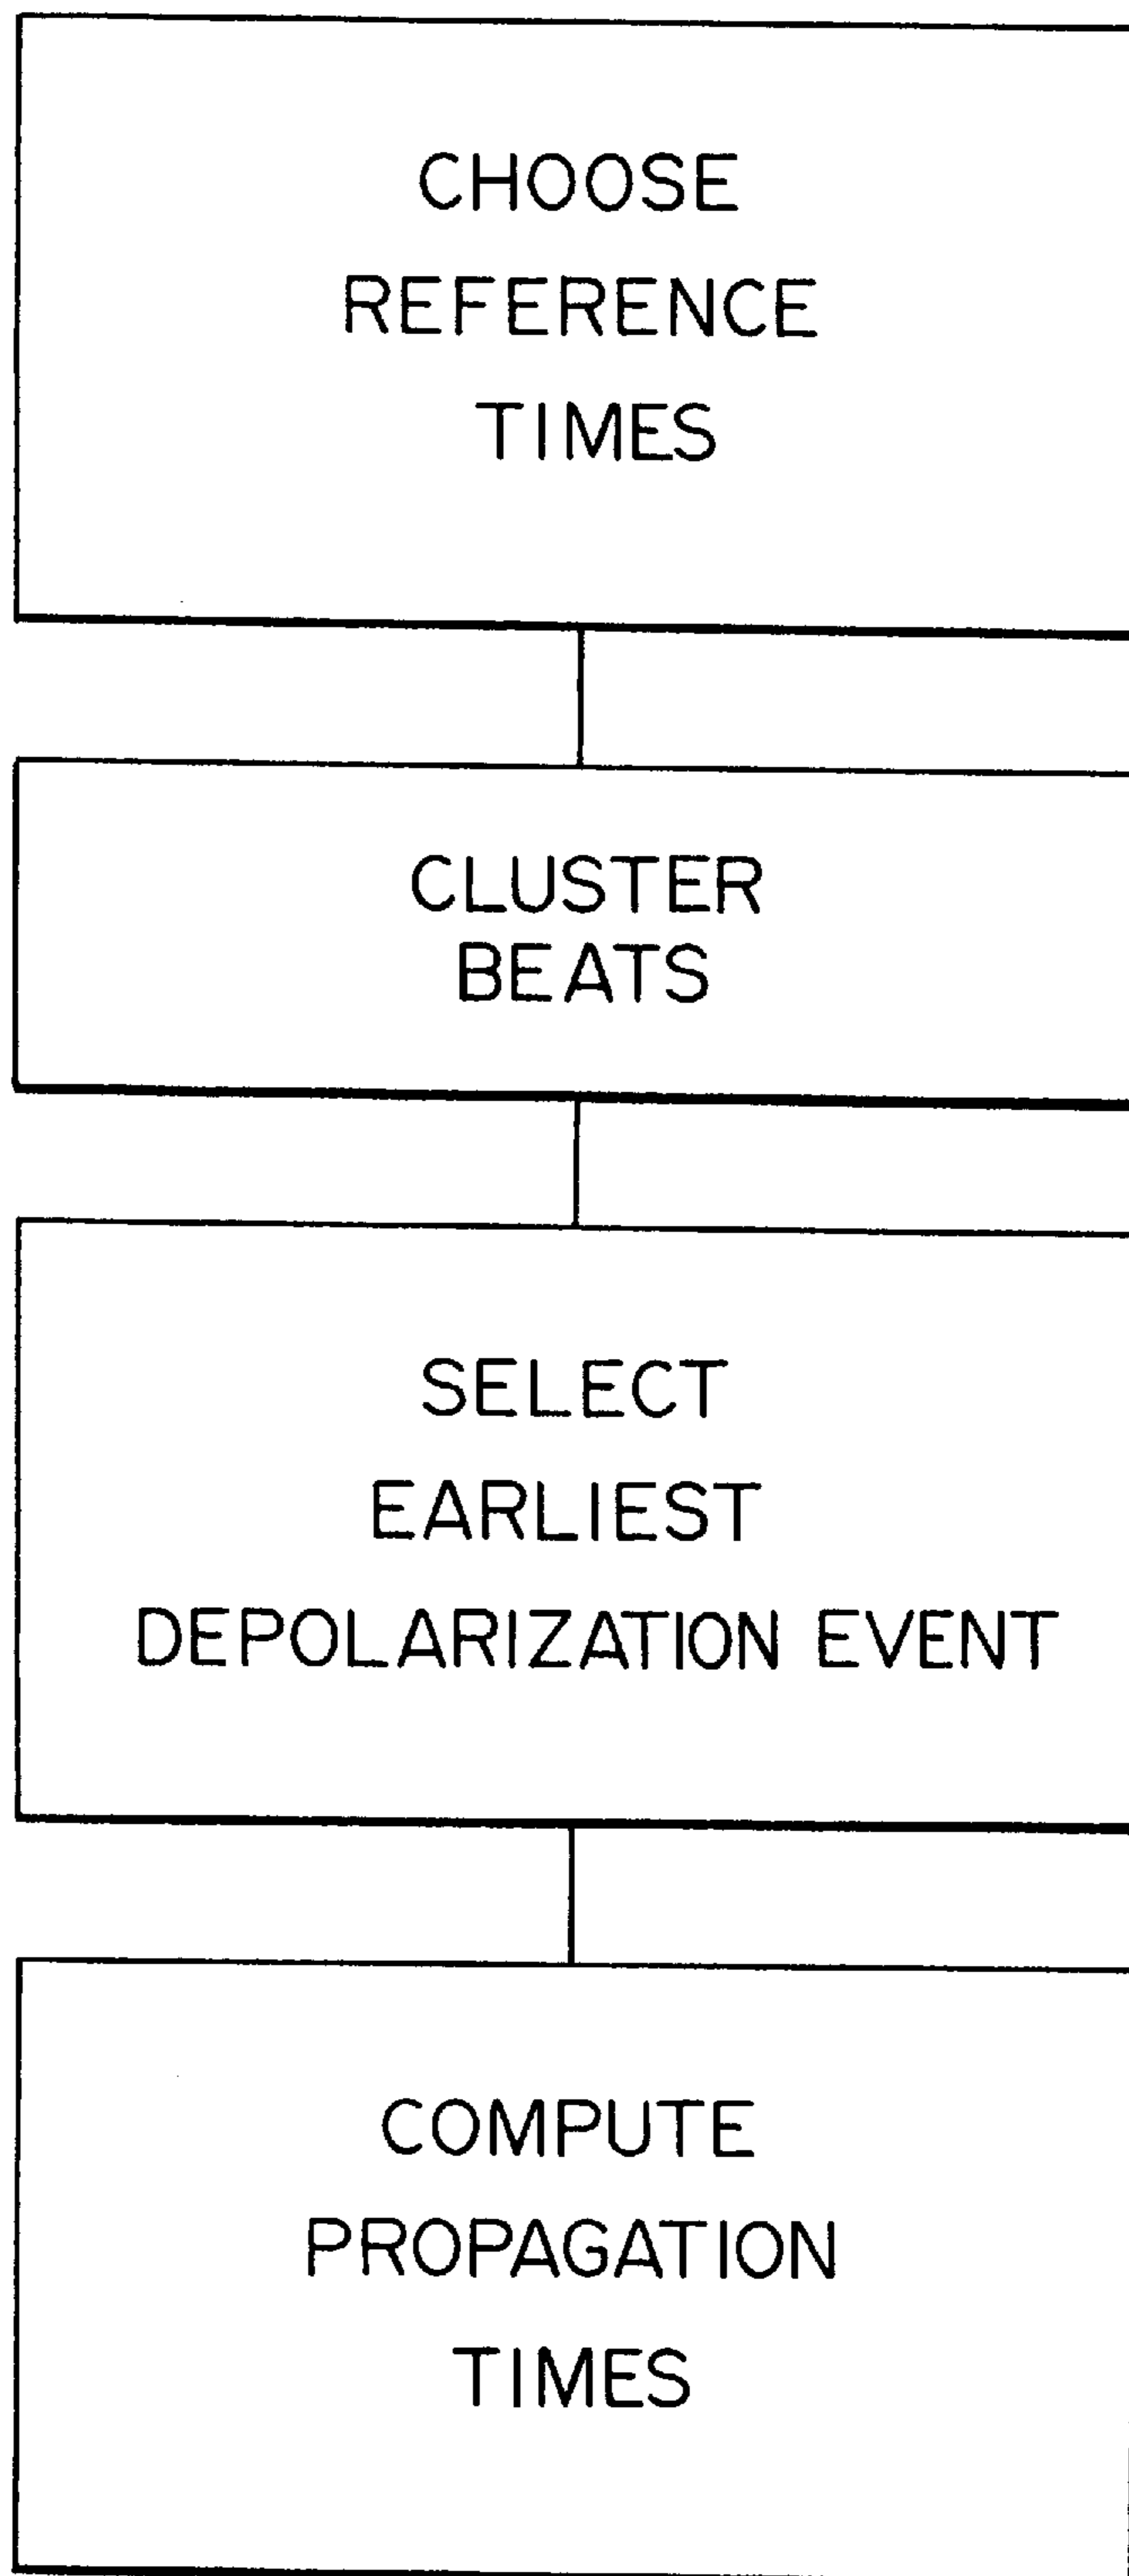 CHOOSE
REFERENCE
TIMES
CLUSTER
BEATS
SELECT
EARLIEST
DEPOLARIZATION EVENT
COMPUTE
PROPAGATION
TIMES